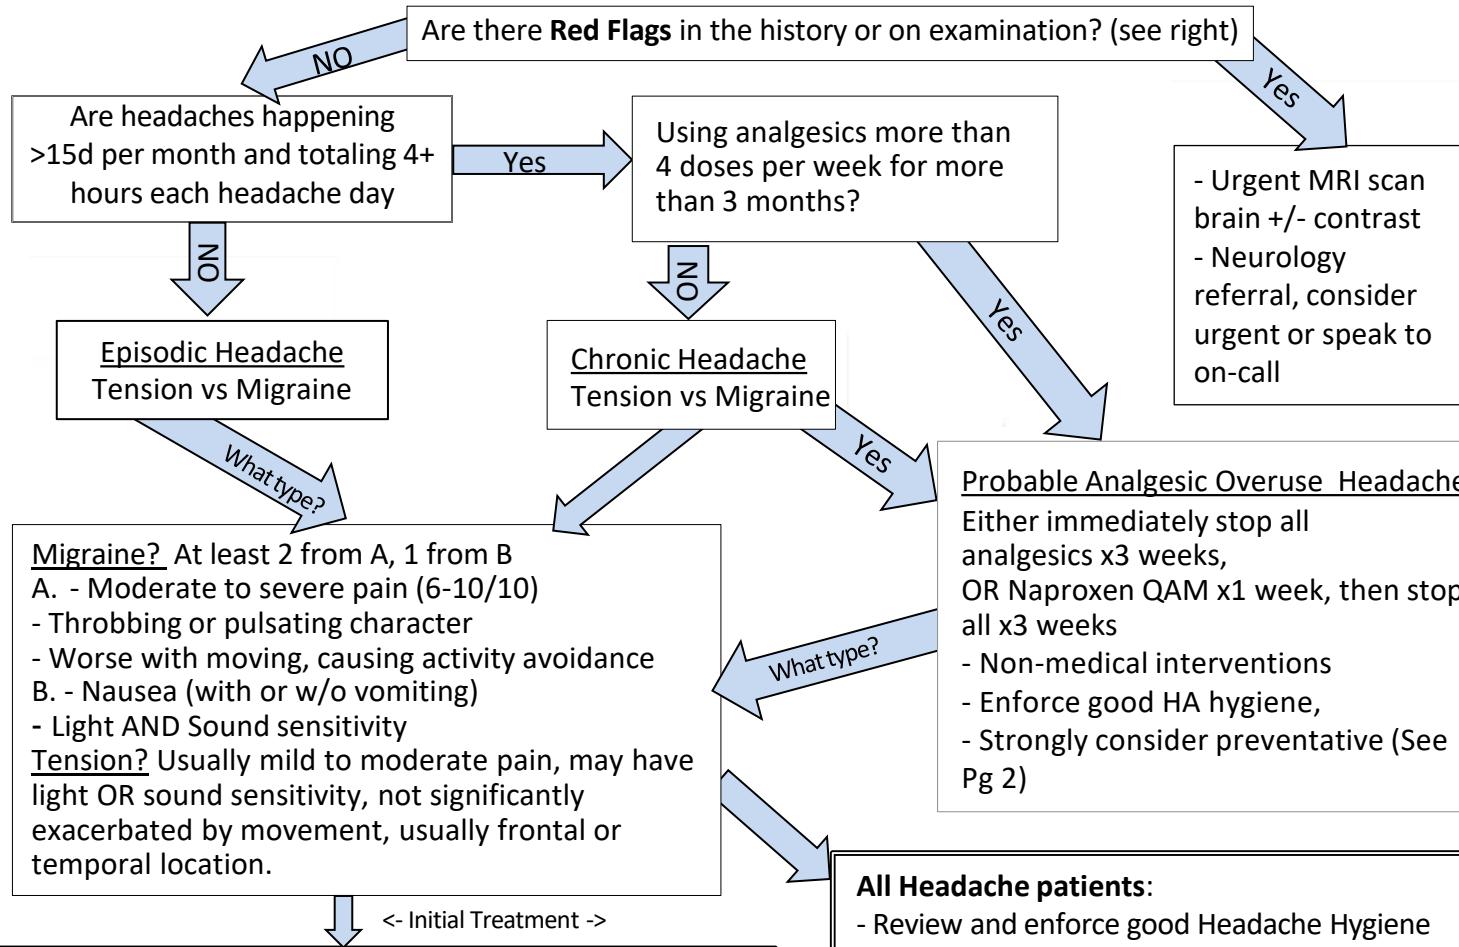 Are there Red Flags in the history or on examination? (see right)
NO
Yes
Are headaches happening
>15d per month and totaling 4+
hours each headache day
Yes
Using analgesics more than
4 doses per week for more
than 3 months?
- Urgent MRI scan
brain +/- contrast
- Neurology
referral, consider
urgent or speak to
on-call
NO
NO
Yes
Episodic Headache
Tension vs Migraine
Chronic Headache
Tension vs Migraine
What type?
Yes
Probable Analgesic Overuse Headache
Either immediately stop all
analgesics x3 weeks,
OR Naproxen QAM x1 week, then stop
all x3 weeks
- Non-medical interventions
- Enforce good HA hygiene,
- Strongly consider preventative (See
Pg 2)
What type?
Migraine? At least 2 from A, 1 from B
A. - Moderate to severe pain (6-10/10)
- Throbbing or pulsating character
- Worse with moving, causing activity avoidance
B. - Nausea (with or w/o vomiting)
- Light AND Sound sensitivity
Tension? Usually mild to moderate pain, may have
light OR sound sensitivity, not significantly
exacerbated by movement, usually frontal or
temporal location.
<- Initial Treatment ->
All Headache patients:
- Review and enforce good Headache Hygiene